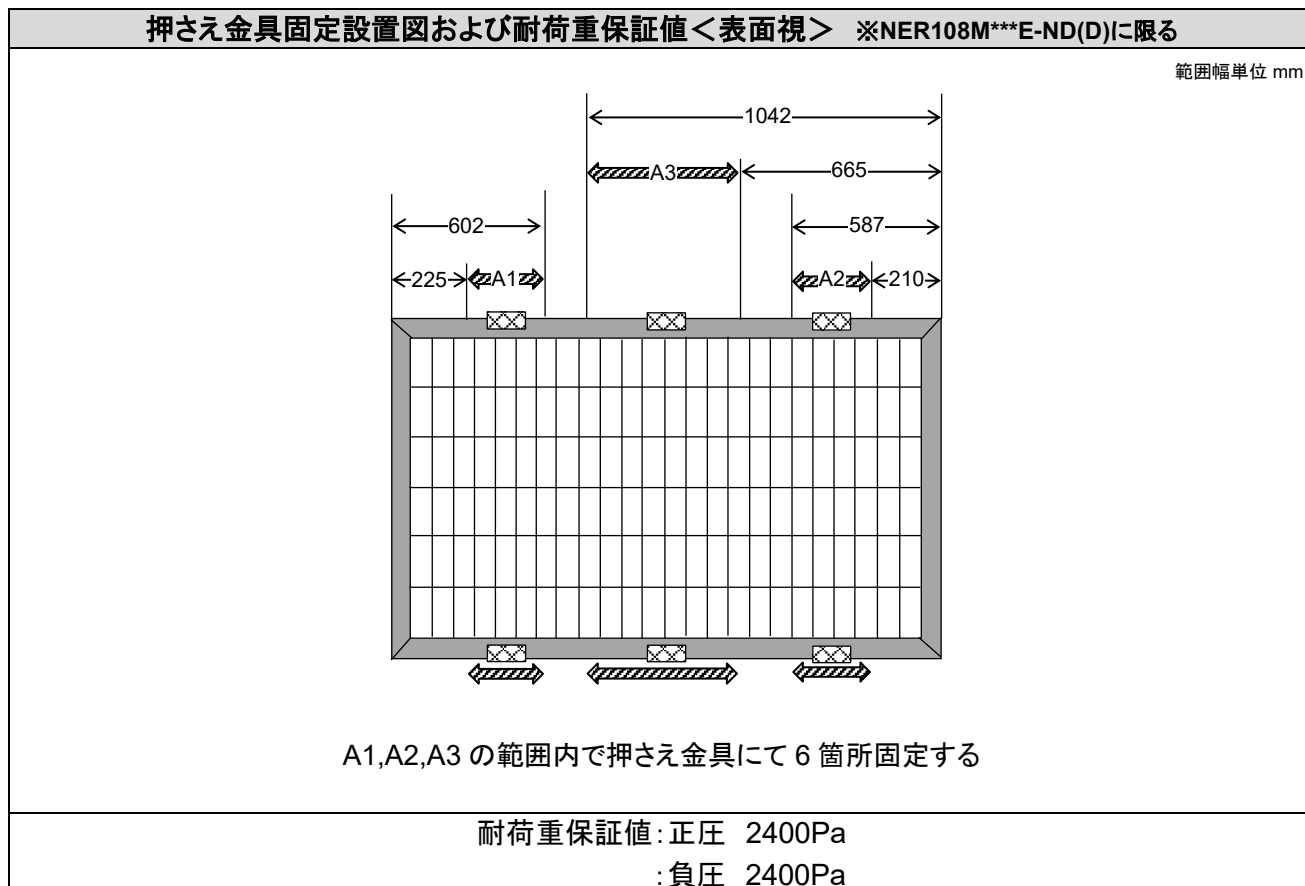 押さえ金具固定設置図および耐荷重保証値＜表面視＞ ※NER108M***E-ND(D)に限る
範囲幅単位 mm
1042
A3
665
602
587
225
A1
A2
210
A1,A2,A3 の範囲内で押さえ金具にて 6 箇所固定する
耐荷重保証値:正圧 2400Pa
:負圧 2400Pa